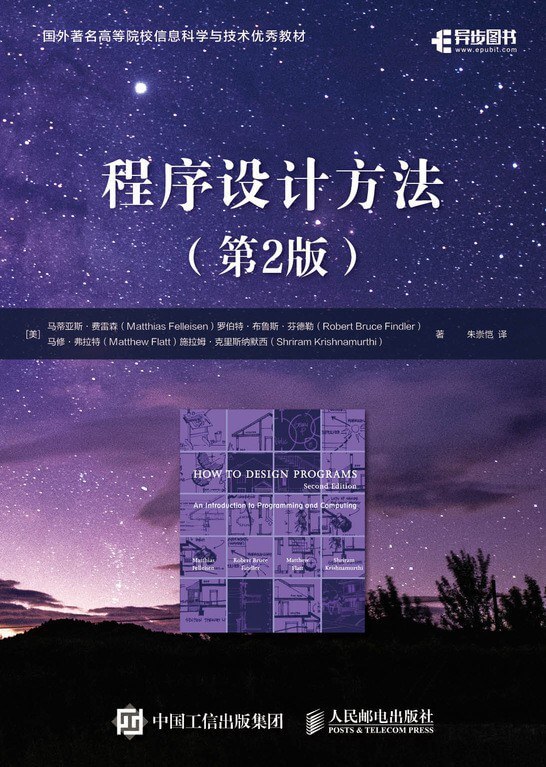 国外著名高等院校信息科学与技术优秀教材
异步图书
www.epubit.com
程序设计方法
（第2版）
[美] 马蒂亚斯·费雷森（Matthias Felleisen）罗伯特·布鲁斯·芬德勒（Robert Bruce Findler）
马修·弗拉特（Matthew Flatt）施拉姆·克里斯纳默西（Shriram Krishnamurthi）
著 朱崇恺 译
HOW TO DESIGN PROGRAMS
Second Edition
An Introduction to Programming and Computing
Matthias Felleisen
Robert Bruce Findler
Matthew Flatt
Shriram Krishnamurthi
中国工信出版集团
人民邮电出版社
POSTS & TELECOM PRESS